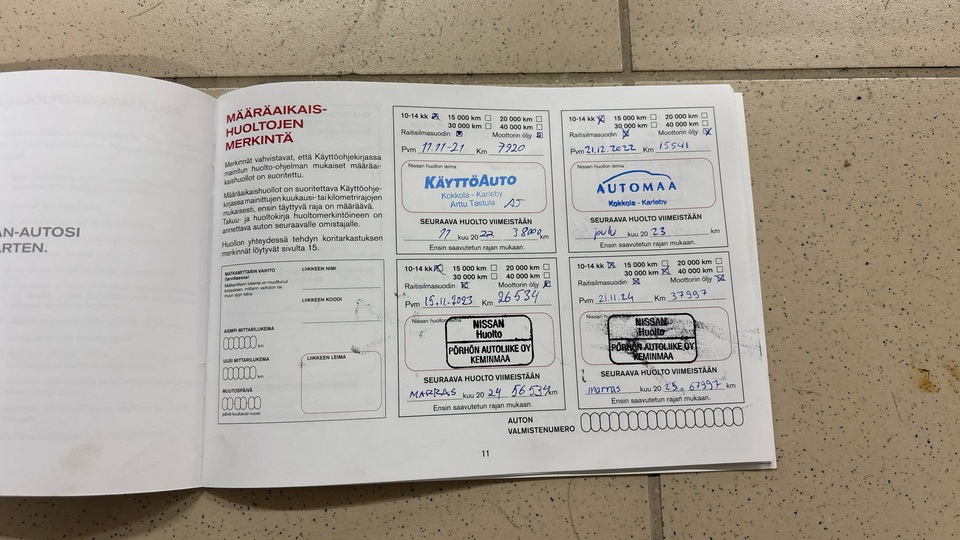 N-AUTOSI
RTEN.
MÄÄRÄAIKAIS-
HUOLTOJEN
MERKINTÄ
Merkinnät vahvistavat, että Käyttöohjekirjassa
mainitun huolto-ohjelman mukaiset määräai-
kaishuollot on suoritettu.
Määräaikaishuollot on suoritettava Käyttöohje-
kirjassa mainittujen kuukausi- tai kilometrirajojen
mukaisesti, ensin täyttyvä raja on määräävä.
Takuu- ja huoltokirja huoltomerkintöineen on
annettava auton seuraavalle omistajalle.
Huollon yhteydessä tehdyn koritarkastuksen
merkinnät löytyvät sivulta 15.
MATKAMITTARIN VAIHTO
LIIKKEEN NIMI
LIIKKEEN KOODI
AIEMPI MITTARILUKEMA
km
UUSI MITTARILUKEMA
km
MUUTOSPÄIVÄ
päivä-kuukausi-vuosi
LIIKKEEN LEIMA
10-14 kk 15 000 km 20 000 km
30 000 km 40 000 km
Raitisilmasuodin Moottorin öljy
Pvm 11.11-21 Km 7920
Nissan huollon leima
KÄYTTÖAUTO
Kokkola - Karleby
Arttu Tastula AT
SEURAAVA HUOLTO VIIMEISTÄÄN
11 kuu 20 22 38000 km
Ensin saavutetun rajan mukaan.
10-14 kk 15 000 km 20 000 km
30 000 km 40 000 km
Raitisilmasuodin Moottorin öljy
Pvm 21.12.2022 Km 15541
Nissan huollon leima
AUTOMAA
Kokkola - Karleby
SEURAAVA HUOLTO VIIMEISTÄÄN
joulu kuu 20 23 km
Ensin saavutetun rajan mukaan.
10-14 kk 15 000 km 20 000 km
30 000 km 40 000 km
Raitisilmasuodin Moottorin öljy
Pvm 15.11.2023 Km 26534
Nissan huollon leima
NISSAN
Huolto
PÖRHÖN AUTOLIIKE OY
KEMINMAA
SEURAAVA HUOLTO VIIMEISTÄÄN
MARRAS kuu 20 24 56534 km
Ensin saavutetun rajan mukaan.
10-14 kk 15 000 km 20 000 km
30 000 km 40 000 km
Raitisilmasuodin Moottorin öljy
Pvm 21.11.24 Km 37997
Nissan huollon leima
NISSAN
Huolto
PÖRHÖN AUTOLIIKE OY
KEMINMAA
SEURAAVA HUOLTO VIIMEISTÄÄN
marras kuu 20 25 67997 km
Ensin saavutetun rajan mukaan.
AUTON
VALMISTENUMERO
11